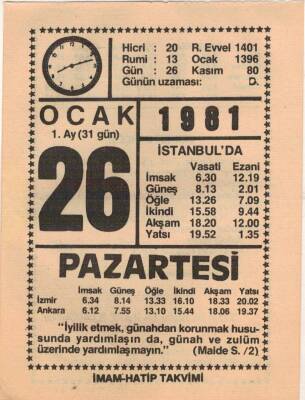 Hicri : 20 R. Evvel 1401
Rumi : 13 Ocak 1396
Gün : 26 Kasım 80
Günün uzaması: D.
OCAK
1. Ay (31 gün)
26
1981
İSTANBUL'DA
Vasati Ezani
İmsak 6.30 12.19
Güneş 8.13 2.01
Öğle 13.26 7.09
İkindi 15.58 9.44
Akşam 18.20 12.00
Yatsı 19.52 1.35
PAZARTESİ
İmsak Güneş Öğle İkindi Akşam Yatsı
İzmir 6.34 8.14 13.33 16.10 18.33 20.02
Ankara 6.12 7.55 13.10 15.44 18.06 19.37
"İyilik etmek, günahdan korunmak husu-
sunda yardımlaşın da, günah ve zulüm
üzerinde yardımlaşmayın." (Maide S. /2)
İMAM-HATİP TAKVİMİ